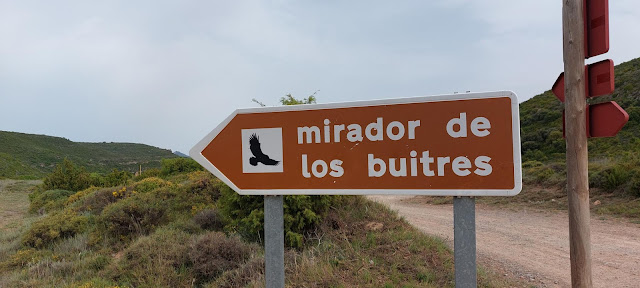 mirador de
los buitres